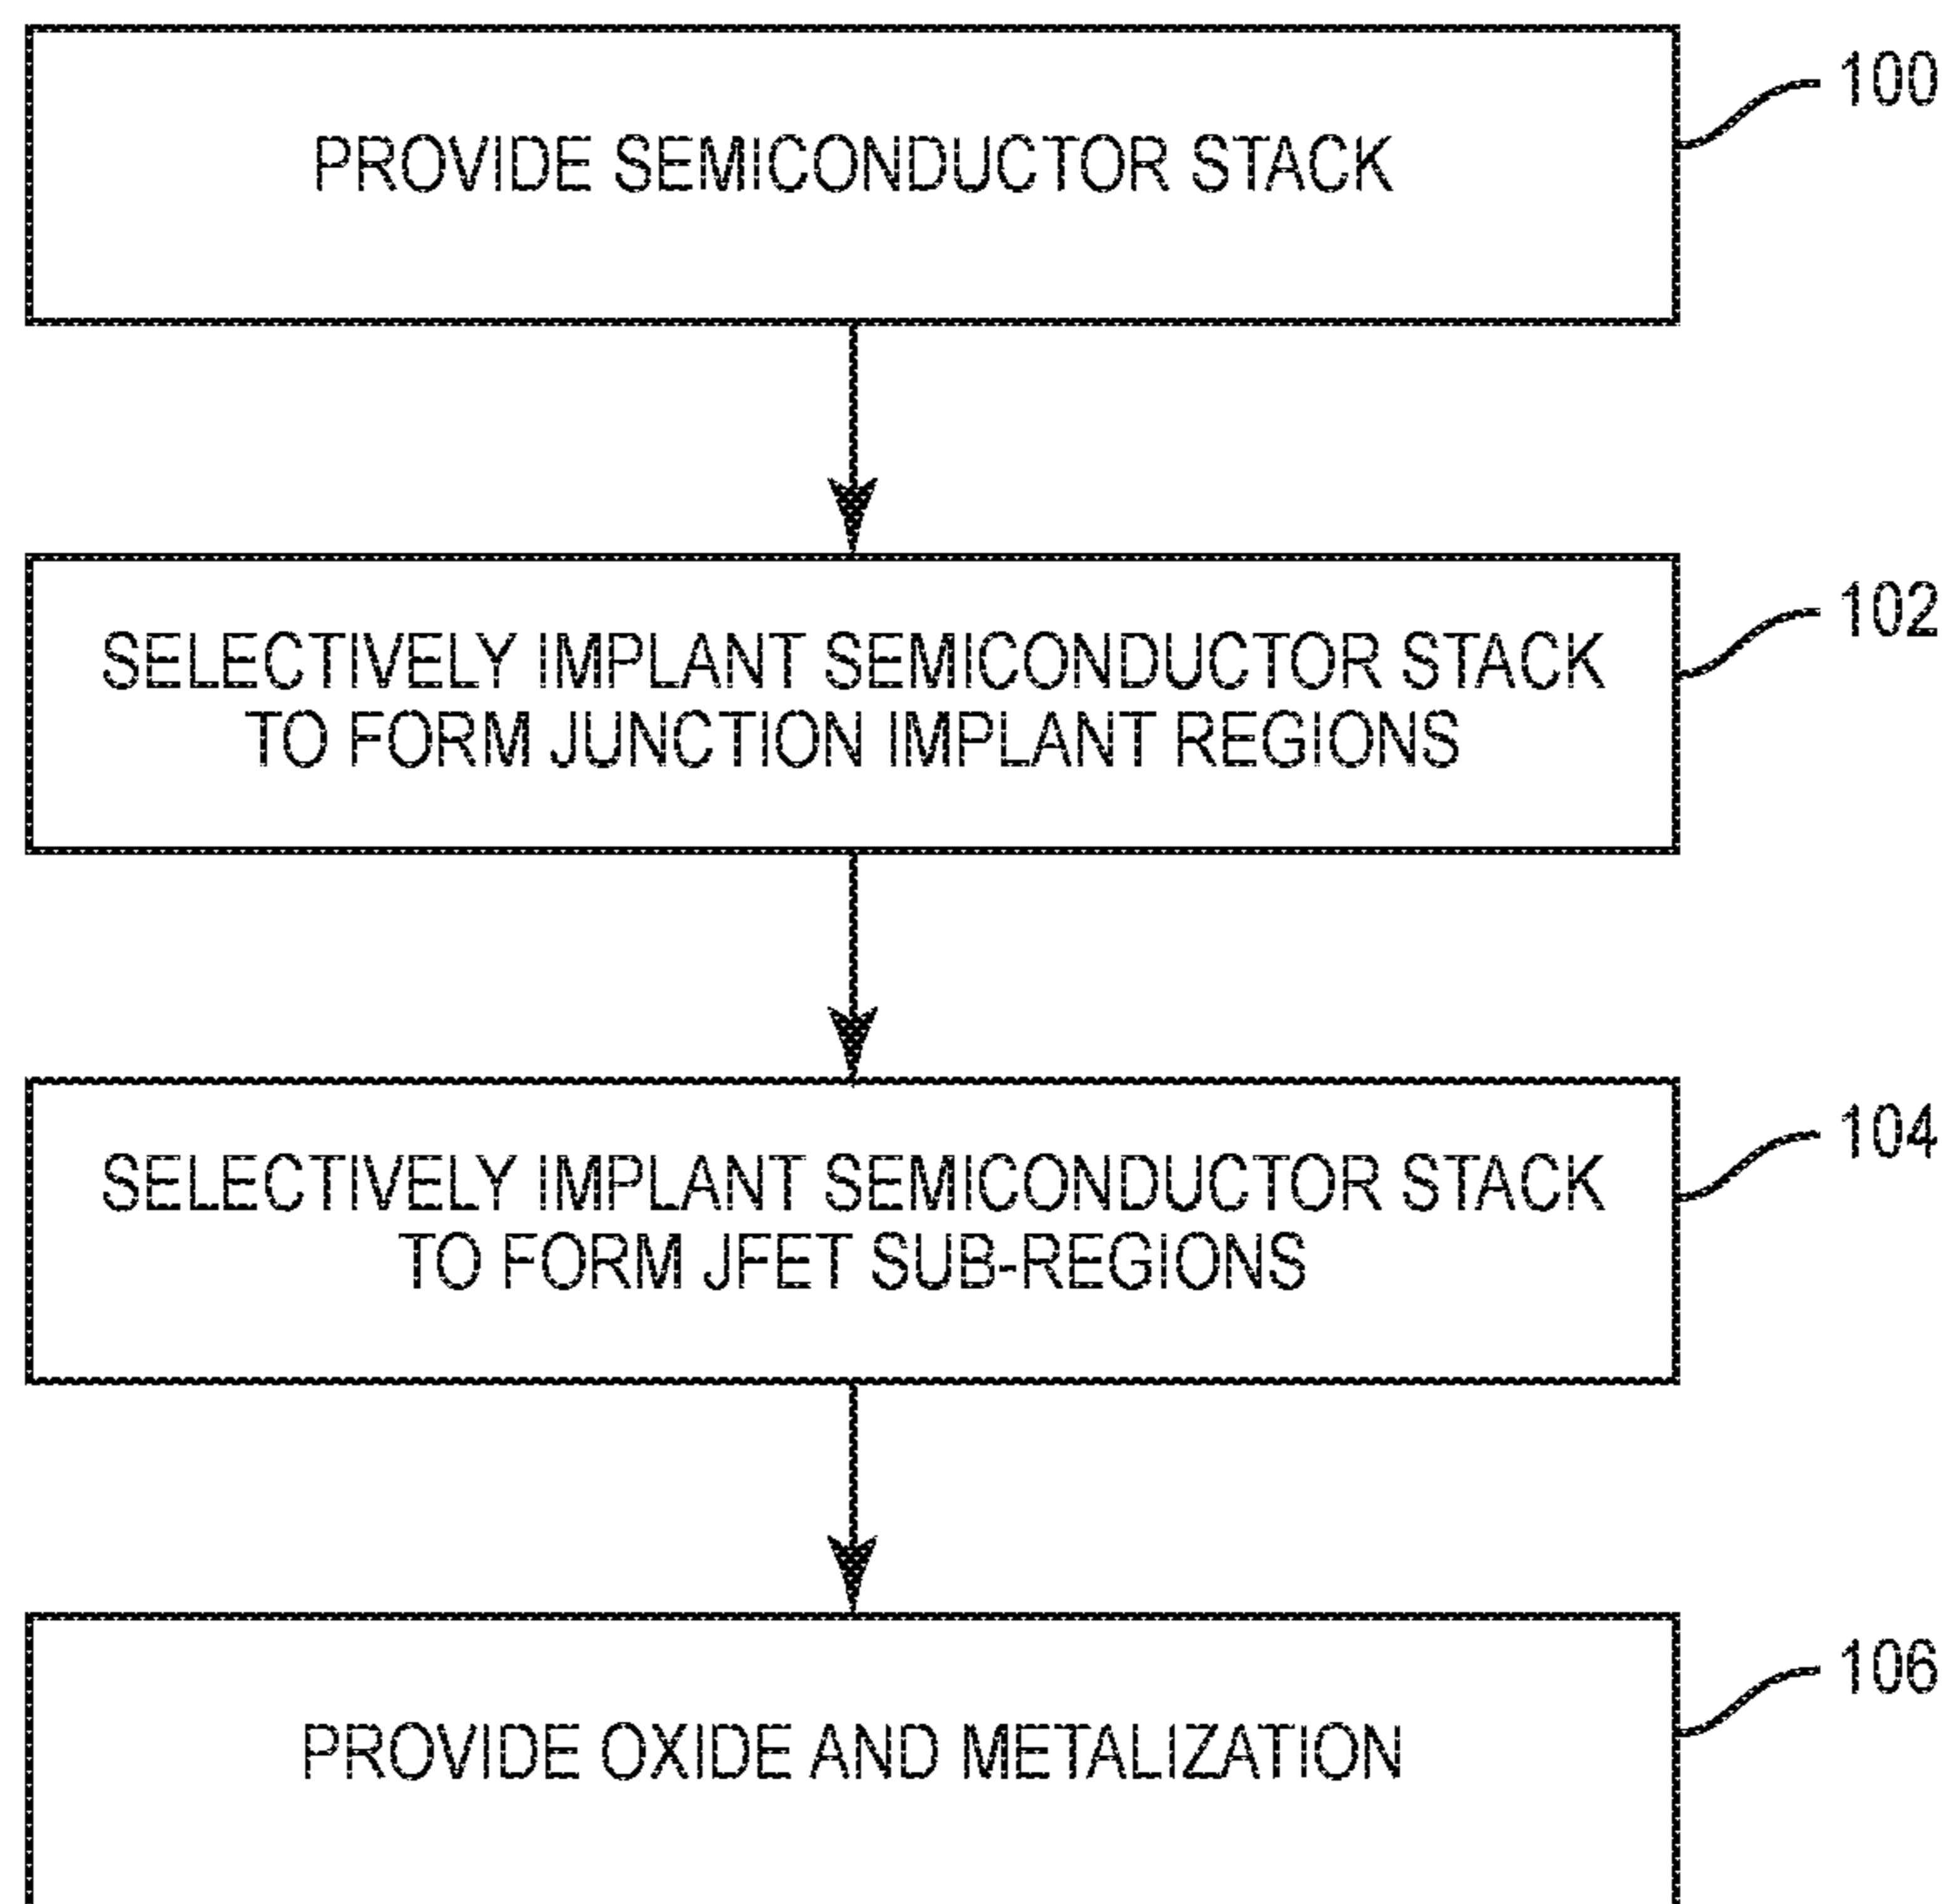 PROVIDE SEMICONDUCTOR STACK
100
SELECTIVELY IMPLANT SEMICONDUCTOR STACK
TO FORM JUNCTION IMPLANT REGIONS
102
SELECTIVELY IMPLANT SEMICONDUCTOR STACK
TO FORM JFET SUB-REGIONS
104
PROVIDE OXIDE AND METALIZATION
106